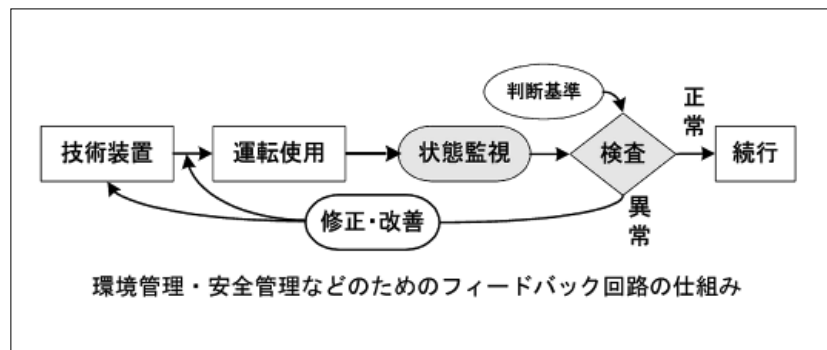 判断基準
正常
技術装置
運転使用
状態監視
検査
続行
異常
修正・改善
環境管理・安全管理などのためのフィードバック回路の仕組み